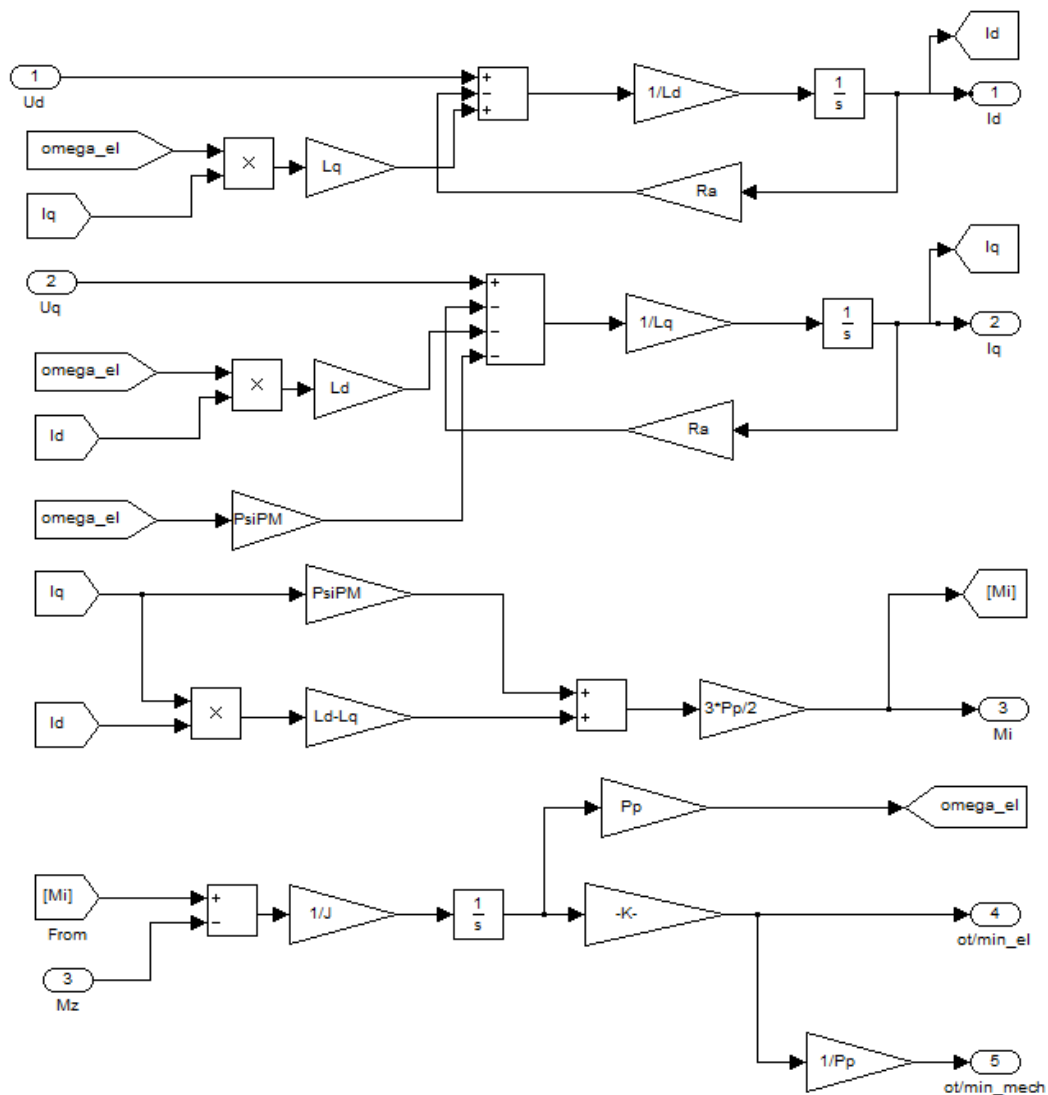 Id
1
Ud
+
−
+
1/Ld
1
s
1
Id
omega_el
×
Lq
Iq
Ra
Iq
2
Uq
+
−
−
−
1/Lq
1
s
2
Iq
omega_el
×
Ld
Id
Ra
omega_el
PsiPM
Iq
PsiPM
[Mi]
Id
×
Ld-Lq
+
+
3*Pp/2
3
Mi
Pp
omega_el
[Mi]
From
+
−
1/J
1
s
-K-
4
ot/min_el
3
Mz
1/Pp
5
ot/min_mech